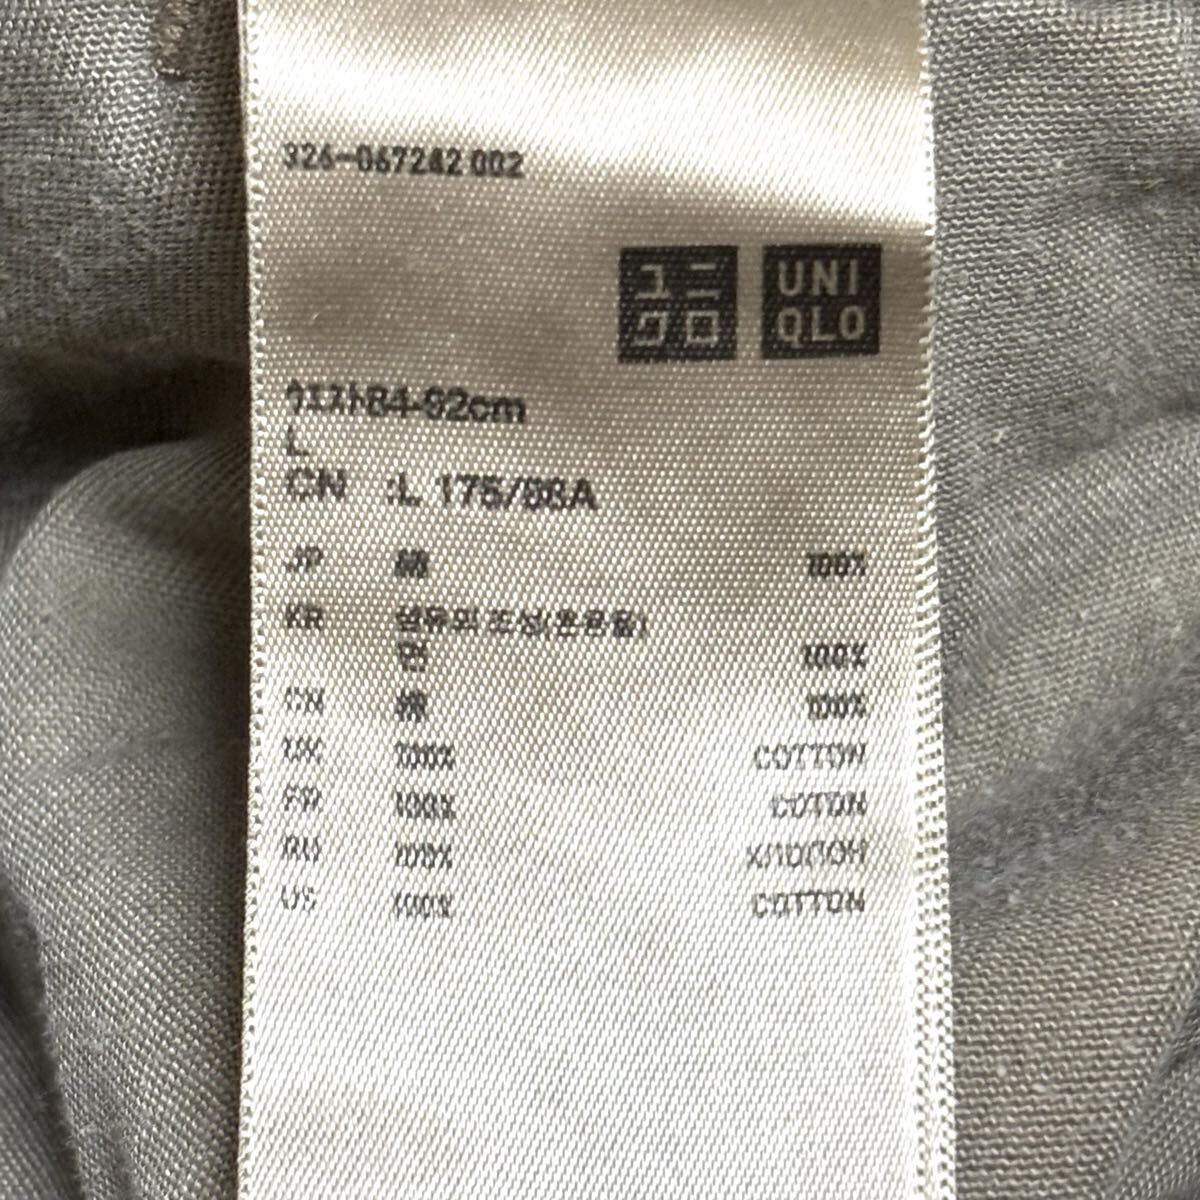 326-067242 002
ユニ
クロ
UNI
QLO
ウエスト84-92cm
L
CN :L 175/88A
JP 綿 100%
KR 섬유의 조성(혼용율)
면 100%
CN 棉 100%
UK 100% COTTON
FR 100% COTON
RU 100% ХЛОПОК
US 100% COTTON